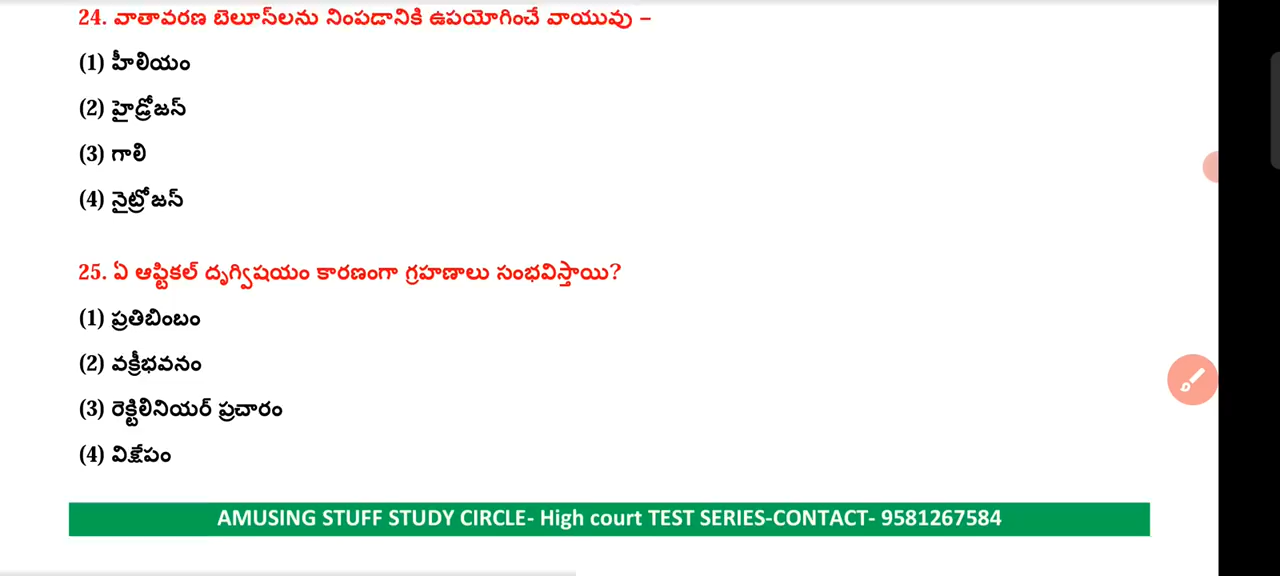 24. వాతావరణ బెలూన్‌లను నింపడానికి ఉపయోగించే వాయువు –
(1) హీలియం
(2) హైడ్రోజన్
(3) గాలి
(4) నైట్రోజన్
25. ఏ ఆప్టికల్ దృగ్విషయం కారణంగా గ్రహణాలు సంభవిస్తాయి?
(1) ప్రతిబింబం
(2) వక్రీభవనం
(3) రెక్టిలినియర్ ప్రచారం
(4) విక్షేపం
AMUSING STUFF STUDY CIRCLE- High court TEST SERIES-CONTACT- 9581267584